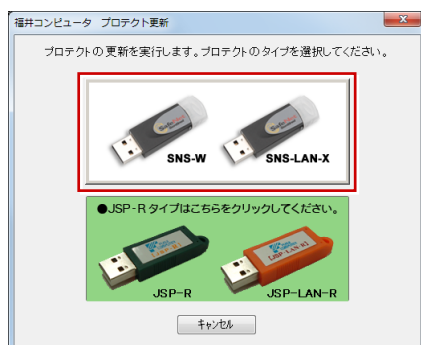 福井コンピュータ プロテクト更新
プロテクトの更新を実行します。プロテクトのタイプを選択してください。
SNS-W
SNS-LAN-X
●JSP-Rタイプはこちらをクリックしてください。
JSP-R
JSP-LAN-R
キャンセル